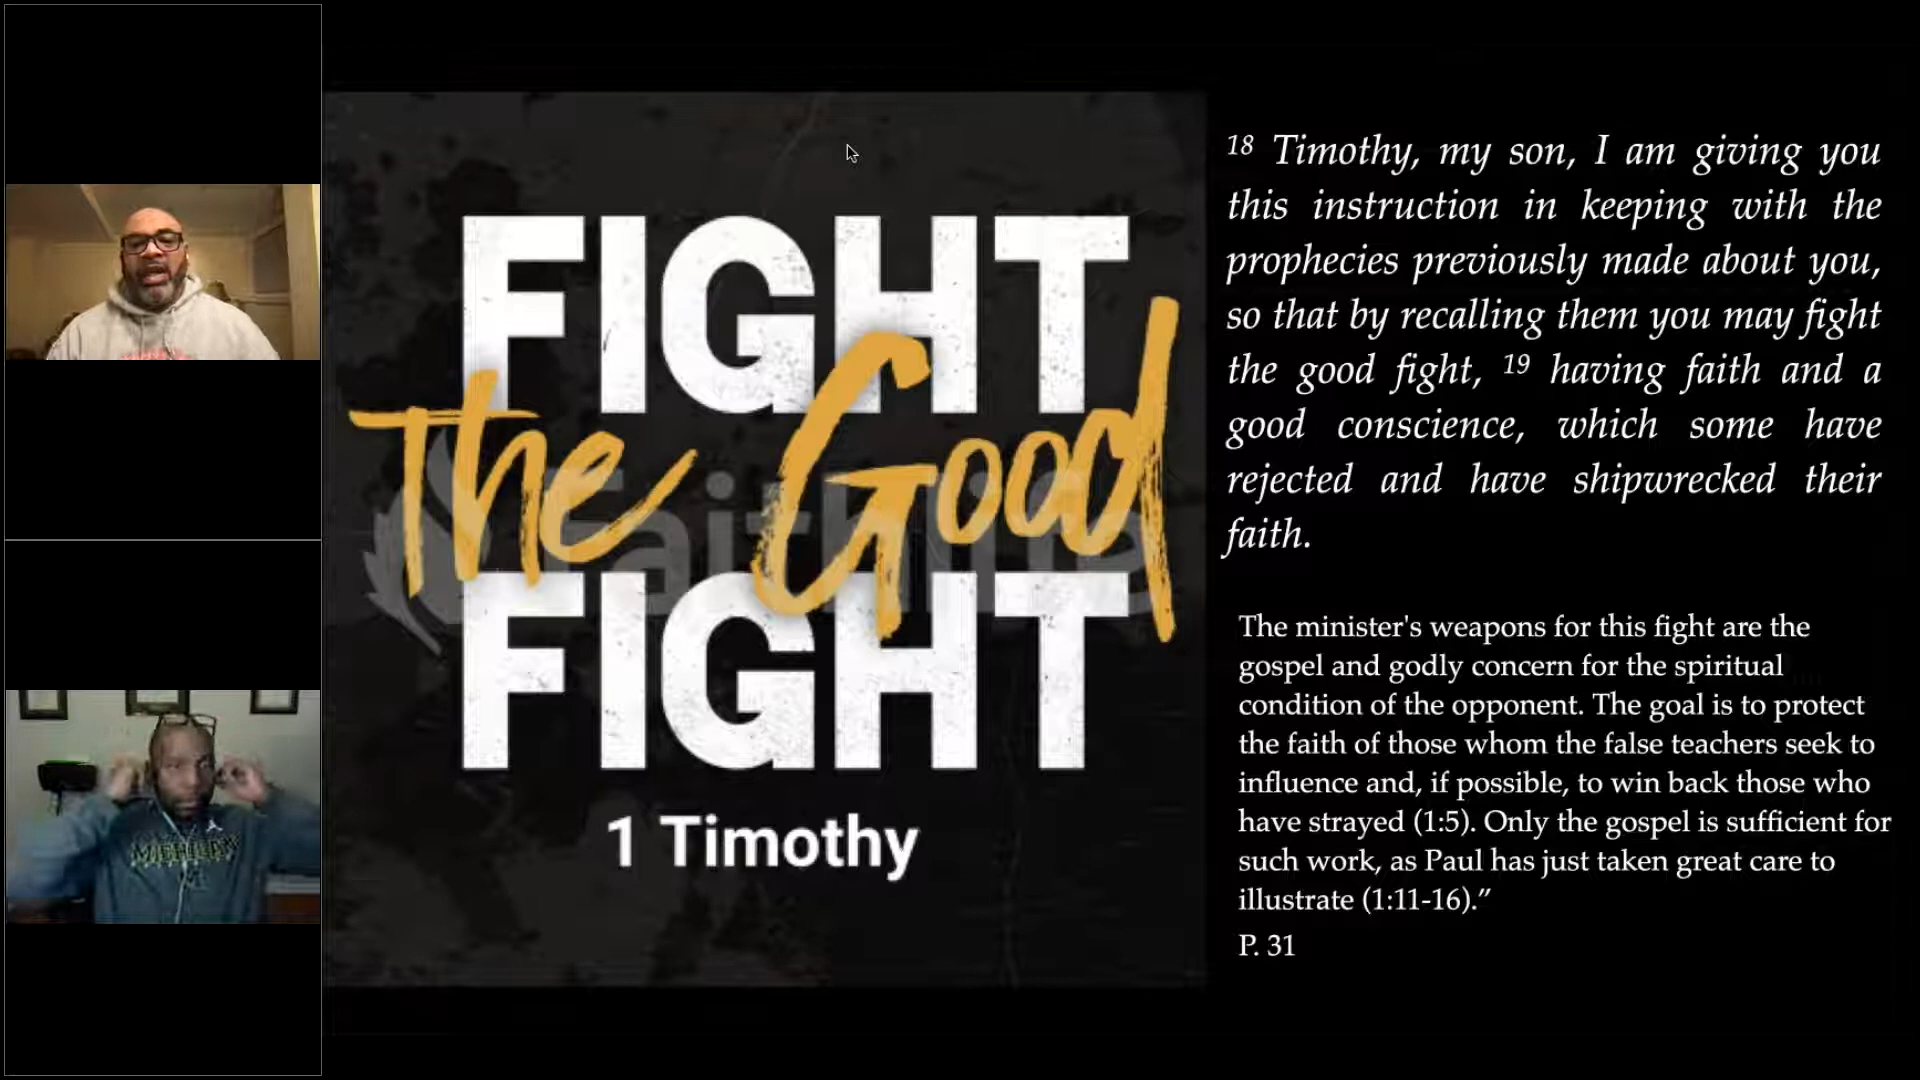 FIGHT
the Good
FIGHT
Faithlife
1 Timothy
18 Timothy, my son, I am giving you
this instruction in keeping with the
prophecies previously made about you,
so that by recalling them you may fight
the good fight, 19 having faith and a
good conscience, which some have
rejected and have shipwrecked their
faith.
The minister's weapons for this fight are the
gospel and godly concern for the spiritual
condition of the opponent. The goal is to protect
the faith of those whom the false teachers seek to
influence and, if possible, to win back those who
have strayed (1:5). Only the gospel is sufficient for
such work, as Paul has just taken great care to
illustrate (1:11-16).”
P. 31
MICHIGAN